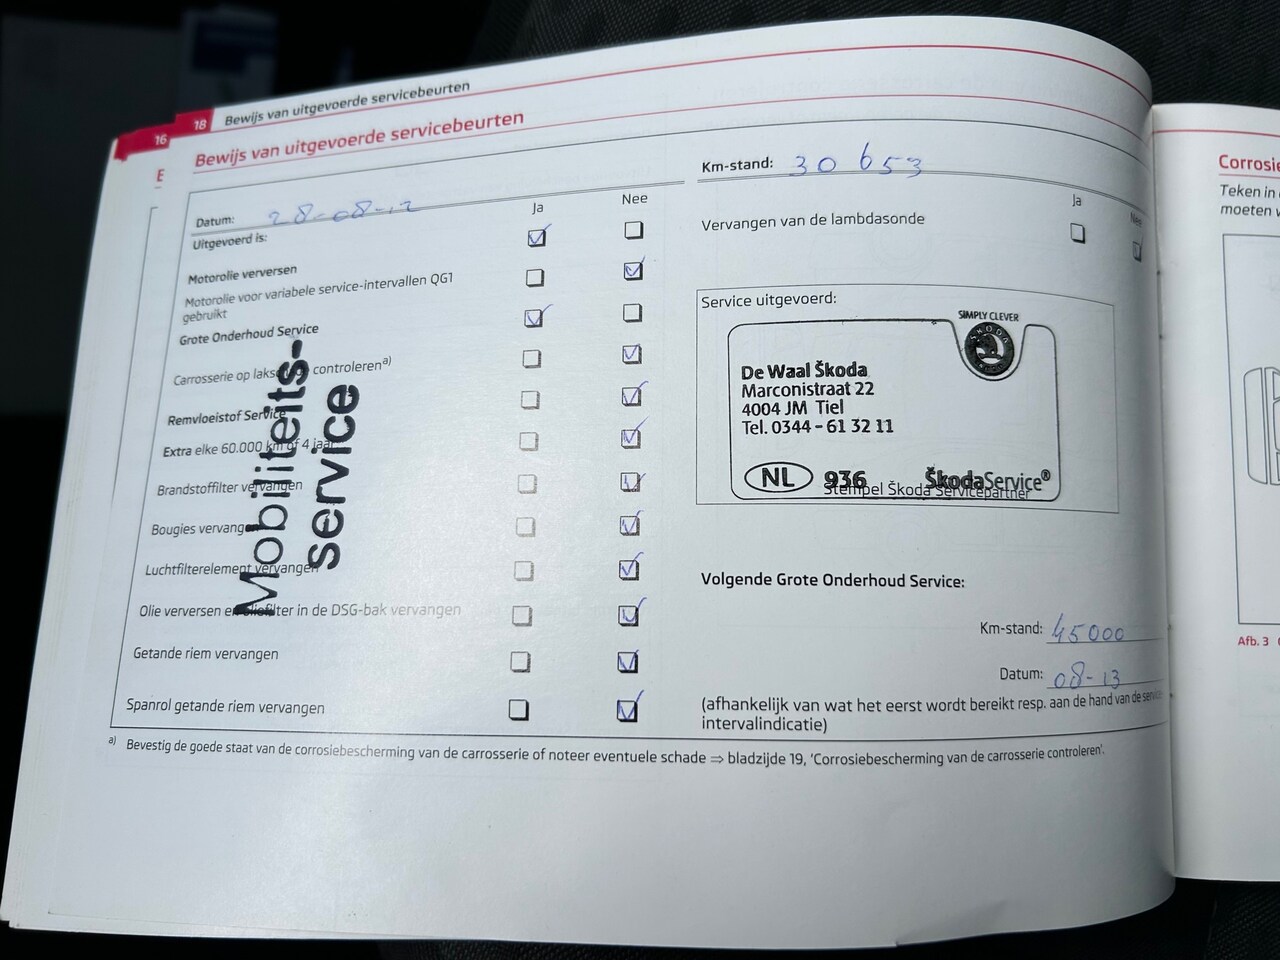 16
18 Bewijs van uitgevoerde servicebeurten
Bewijs van uitgevoerde servicebeurten
Datum: 28-08-12
Ja
Nee
Uitgevoerd is:
Motorolie verversen
Motorolie voor variabele service-intervallen QG1
gebruikt
Grote Onderhoud Service
Carrosserie op controleren a)
Remvloeistof Service
Extra elke 60.000 km of 4 jaar
Brandstoffilter vervangen
Bougies vervangen
Luchtfilterelement vervangen
Olie verversen en oliefilter in de DSG-bak vervangen
Getande riem vervangen
Spanrol getande riem vervangen
Mobiliteits-
service
Km-stand: 30 653
Ja
Nee
Vervangen van de lambdasonde
Service uitgevoerd:
SIMPLY CLEVER
ŠKODA
De Waal Škoda
Marconistraat 22
4004 JM Tiel
Tel. 0344-61 32 11
NL 936 ŠkodaService®
Stempel Škoda Servicepartner
Volgende Grote Onderhoud Service:
Km-stand: 45000
Datum: 08-13
(afhankelijk van wat het eerst wordt bereikt resp. aan de hand van de
intervalindicatie)
a) Bevestig de goede staat van de corrosiebescherming van de carrosserie of noteer eventuele schade ⇒ bladzijde 19, 'Corrosiebescherming van de carrosserie controleren'.
Teken in
moeten
Afb. 3